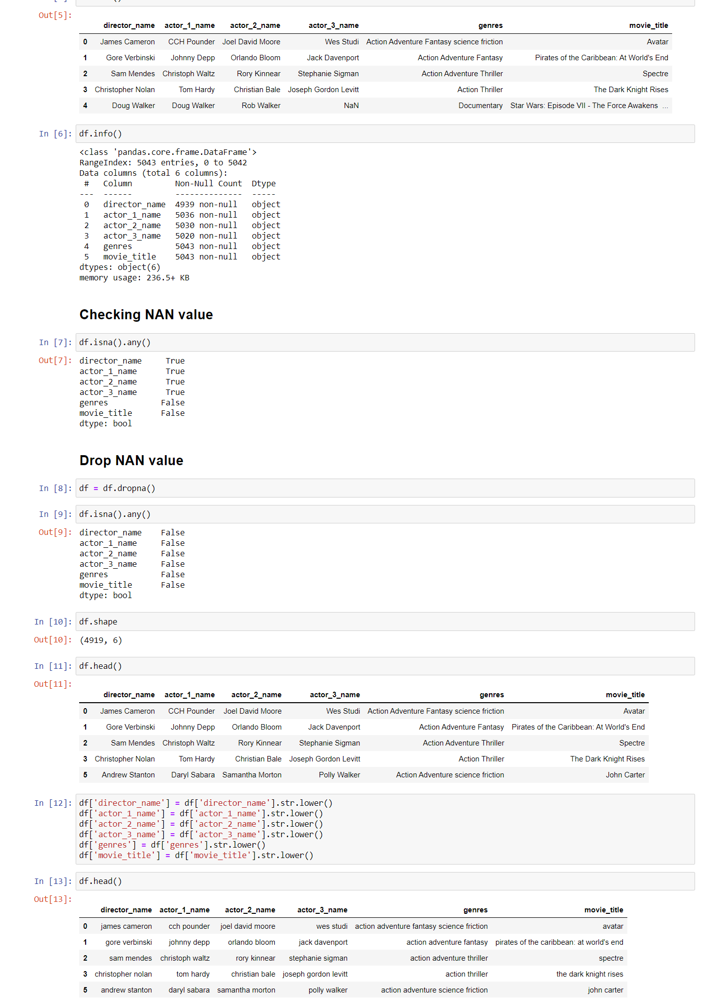 Out[5]:
director_name actor_1_name actor_2_name actor_3_name genres movie_title
0 James Cameron CCH Pounder Joel David Moore Wes Studi Action Adventure Fantasy science friction Avatar
1 Gore Verbinski Johnny Depp Orlando Bloom Jack Davenport Action Adventure Fantasy Pirates of the Caribbean: At World's End
2 Sam Mendes Christoph Waltz Rory Kinnear Stephanie Sigman Action Adventure Thriller Spectre
3 Christopher Nolan Tom Hardy Christian Bale Joseph Gordon Levitt Action Thriller The Dark Knight Rises
4 Doug Walker Doug Walker Rob Walker NaN Documentary Star Wars: Episode VII - The Force Awakens ...
In [6]: df.info()
<class 'pandas.core.frame.DataFrame'>
RangeIndex: 5043 entries, 0 to 5042
Data columns (total 6 columns):
# Column Non-Null Count Dtype
--- ------ -------------- -----
0 director_name 4939 non-null object
1 actor_1_name 5036 non-null object
2 actor_2_name 5030 non-null object
3 actor_3_name 5020 non-null object
4 genres 5043 non-null object
5 movie_title 5043 non-null object
dtypes: object(6)
memory usage: 236.5+ KB
Checking NAN value
In [7]: df.isna().any()
Out[7]: director_name True
actor_1_name True
actor_2_name True
actor_3_name True
genres False
movie_title False
dtype: bool
Drop NAN value
In [8]: df = df.dropna()
In [9]: df.isna().any()
Out[9]: director_name False
actor_1_name False
actor_2_name False
actor_3_name False
genres False
movie_title False
dtype: bool
In [10]: df.shape
Out[10]: (4919, 6)
In [11]: df.head()
Out[11]:
director_name actor_1_name actor_2_name actor_3_name genres movie_title
0 James Cameron CCH Pounder Joel David Moore Wes Studi Action Adventure Fantasy science friction Avatar
1 Gore Verbinski Johnny Depp Orlando Bloom Jack Davenport Action Adventure Fantasy Pirates of the Caribbean: At World's End
2 Sam Mendes Christoph Waltz Rory Kinnear Stephanie Sigman Action Adventure Thriller Spectre
3 Christopher Nolan Tom Hardy Christian Bale Joseph Gordon Levitt Action Thriller The Dark Knight Rises
5 Andrew Stanton Daryl Sabara Samantha Morton Polly Walker Action Adventure science friction John Carter
In [12]: df['director_name'] = df['director_name'].str.lower()
df['actor_1_name'] = df['actor_1_name'].str.lower()
df['actor_2_name'] = df['actor_2_name'].str.lower()
df['actor_3_name'] = df['actor_3_name'].str.lower()
df['genres'] = df['genres'].str.lower()
df['movie_title'] = df['movie_title'].str.lower()
In [13]: df.head()
Out[13]:
director_name actor_1_name actor_2_name actor_3_name genres movie_title
0 james cameron cch pounder joel david moore wes studi action adventure fantasy science friction avatar
1 gore verbinski johnny depp orlando bloom jack davenport action adventure fantasy pirates of the caribbean: at world's end
2 sam mendes christoph waltz rory kinnear stephanie sigman action adventure thriller spectre
3 christopher nolan tom hardy christian bale joseph gordon levitt action thriller the dark knight rises
5 andrew stanton daryl sabara samantha morton polly walker action adventure science friction john carter